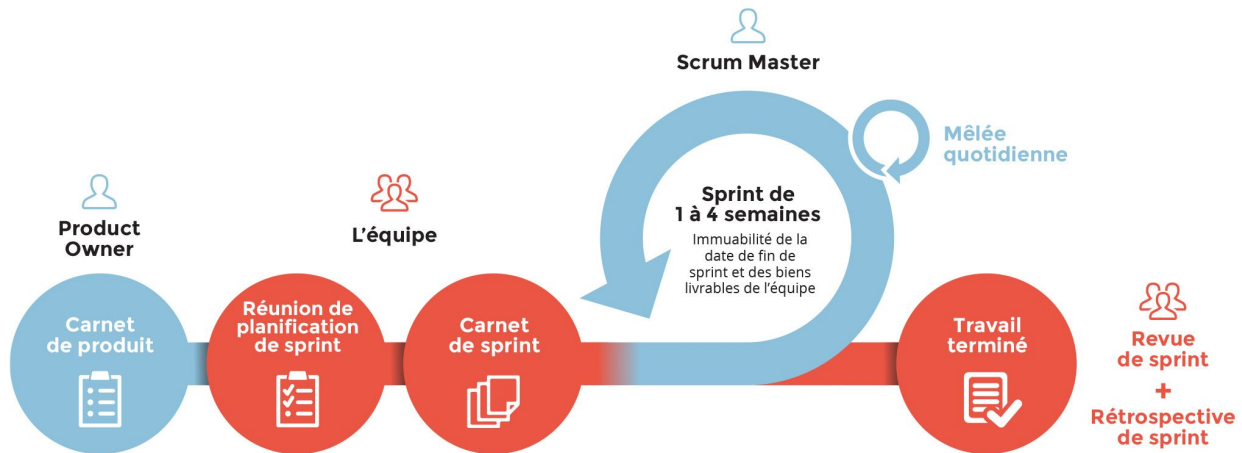 Product
Owner
Carnet
de produit
L'équipe
Réunion de
planification
de sprint
Carnet
de sprint
Scrum Master
Mêlée
quotidienne
Sprint de
1 à 4 semaines
Immuabilité de la
date de fin de
sprint et des biens
livrables de l'équipe
Travail
terminé
Revue
de sprint
+
Rétrospective
de sprint